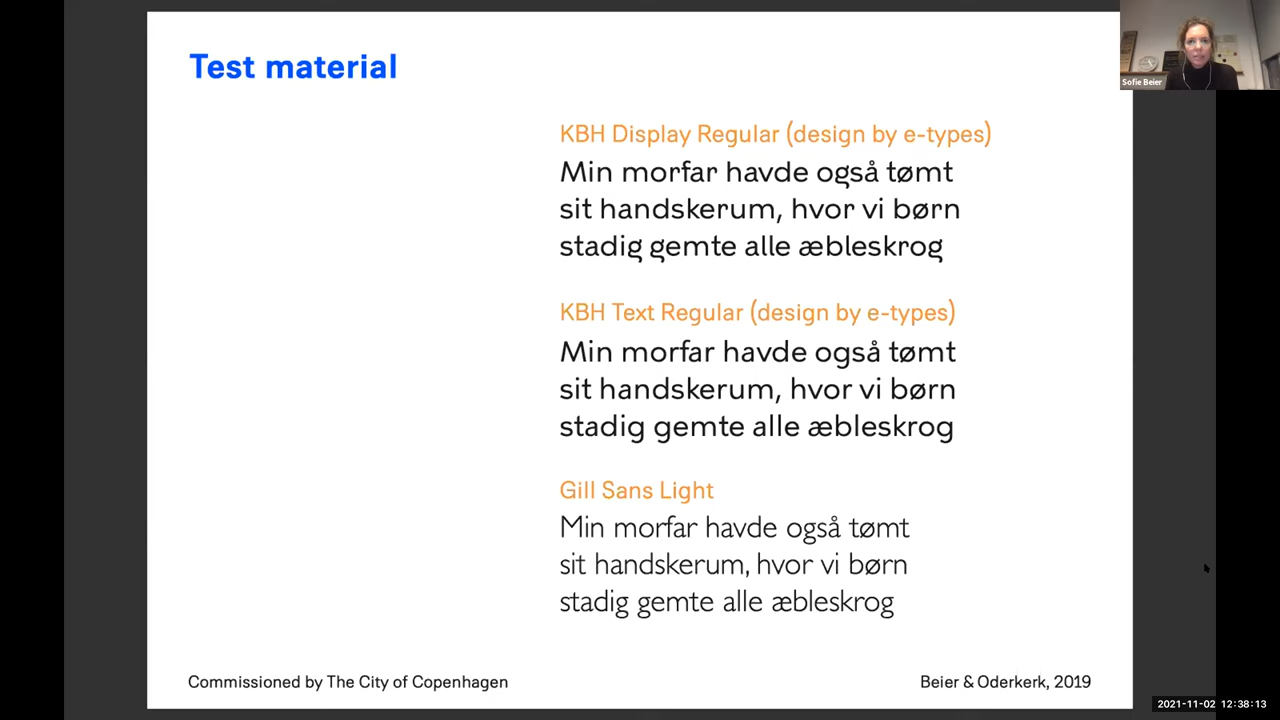 Test material
Sofie Beier
KBH Display Regular (design by e-types)
Min morfar havde også tømt
sit handskerum, hvor vi børn
stadig gemte alle æbleskrog
KBH Text Regular (design by e-types)
Min morfar havde også tømt
sit handskerum, hvor vi børn
stadig gemte alle æbleskrog
Gill Sans Light
Min morfar havde også tømt
sit handskerum, hvor vi børn
stadig gemte alle æbleskrog
Commissioned by The City of Copenhagen
Beier & Oderkerk, 2019
2021-11-02 12:38:13